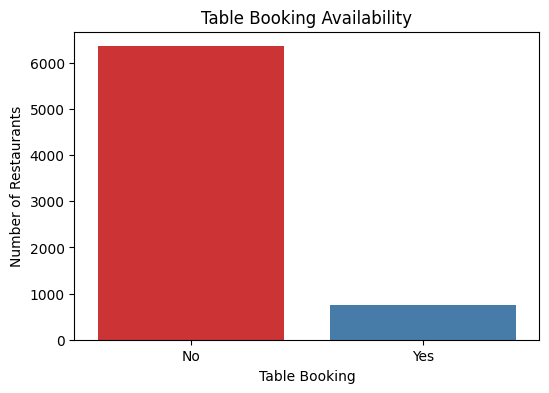 Table Booking Availability
Number of Restaurants
6000
5000
4000
3000
2000
1000
0
No
Yes
Table Booking